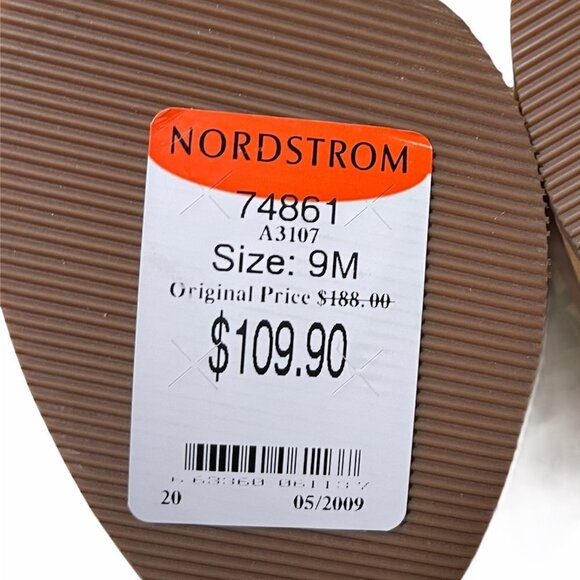 NORDSTROM
74861
A3107
Size: 9M
Original Price $188.00
$109.90
20 05/2009